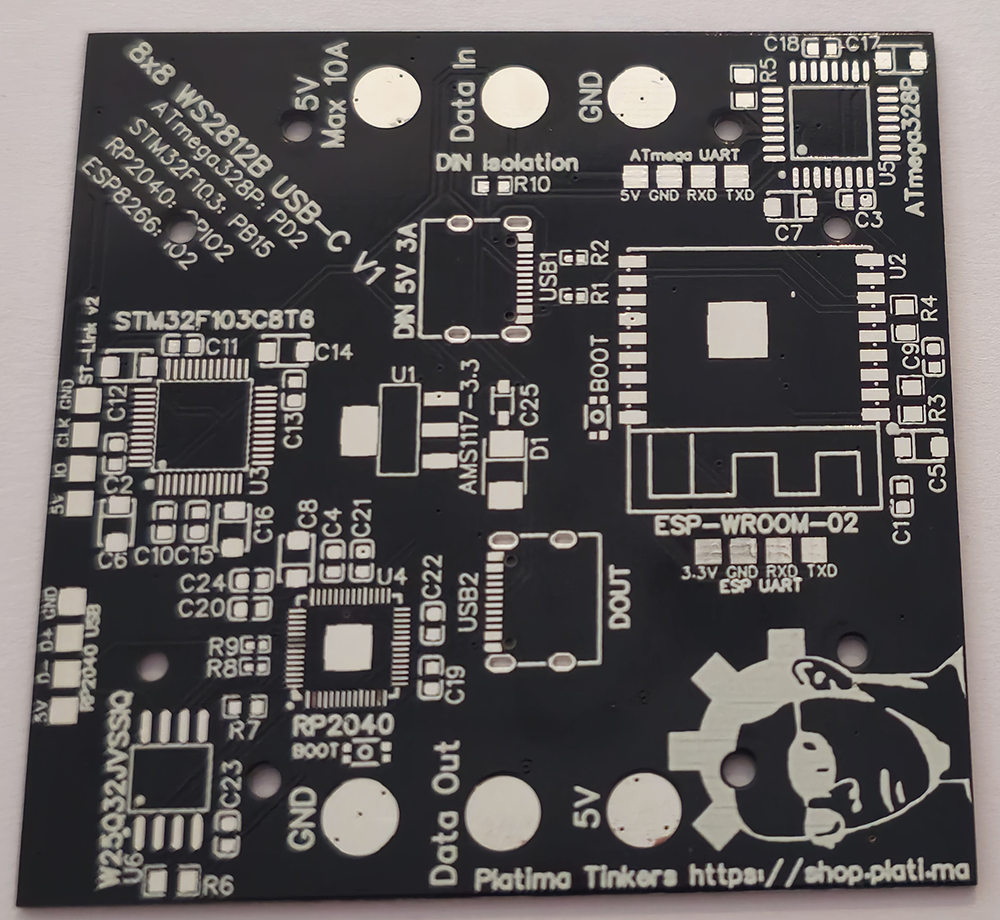 8x8 WS2812B USB-C V1
ATmega328P: PD2
STM32F103: PB15
RP2040: GPIO2
ESP8266: IO2
5V
Max 10A
Data In
GND
C18
C17
R5
U5
ATmega328P
DIN Isolation
R10
ATmega UART
5V GND RXD TXD
C7
C3
DIN 5V 3A
USB1
R2
R1
U2
R4
C9
R3
C5
C1
BOOT
ESP-WROOM-02
3.3V GND RXD TXD
ESP UART
STM32F103C8T6
ST-Link v2
5V IO CLK GND
C11
C14
C12
C13
C2
U3
C6
C10
C15
C16
U1
AMS1117-3.3
C25
D1
C8
C4
C21
U4
C24
C20
C22
C19
R9
R8
R7
RP2040
BOOT
USB2
DOUT
5V D- D+ GND
RP2040 USB
W25Q32JVSSIQ
U6
C23
R6
GND
Data Out
5V
Platima Tinkers https://shop.plati.ma